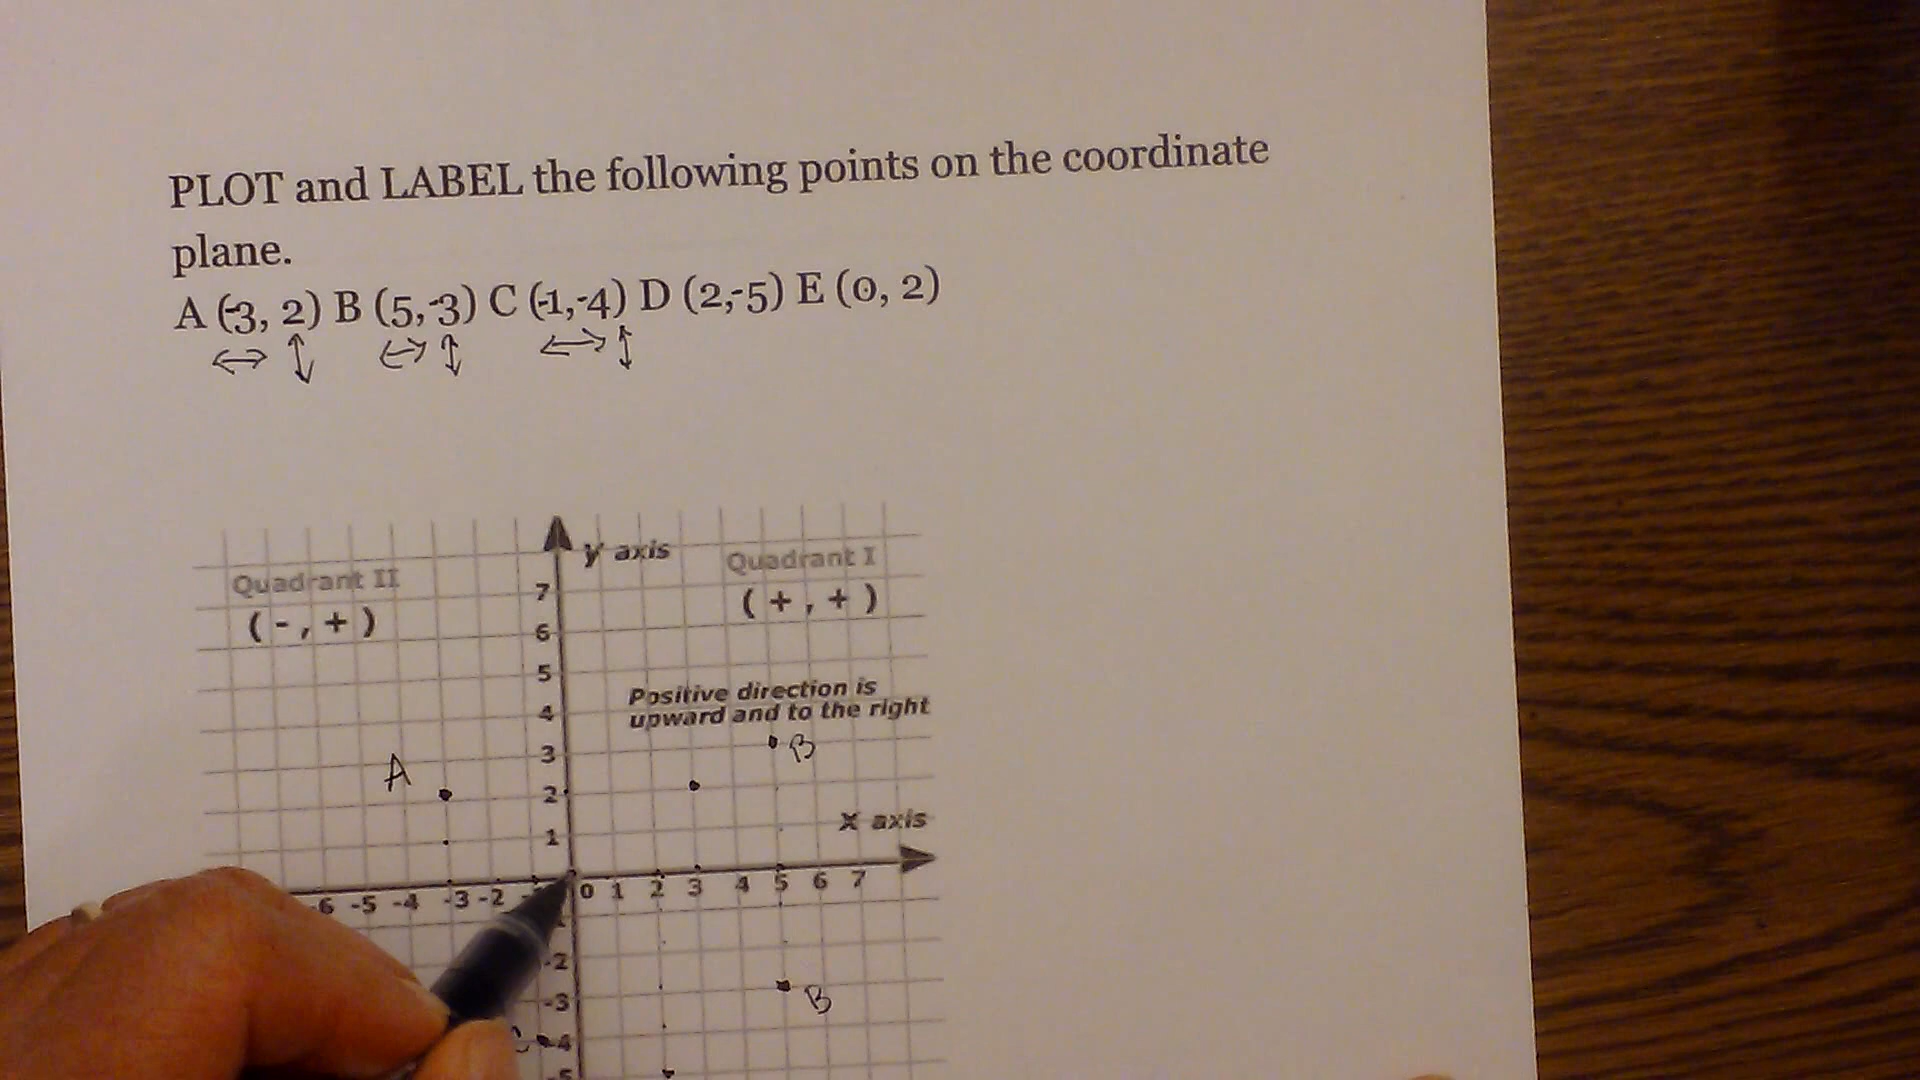 PLOT and LABEL the following points on the coordinate
plane.
A (-3, 2) B (5,-3) C (-1,-4) D (2,-5) E (0, 2)
y axis
Quadrant I
Quadrant II
7
( + , + )
( - , + )
6
5
Positive direction is
upward and to the right
4
3
B
A
2
1
x axis
-6 -5 -4 -3 -2 0 1 2 3 4 5 6 7
-2
-3
B
C
-4
-5